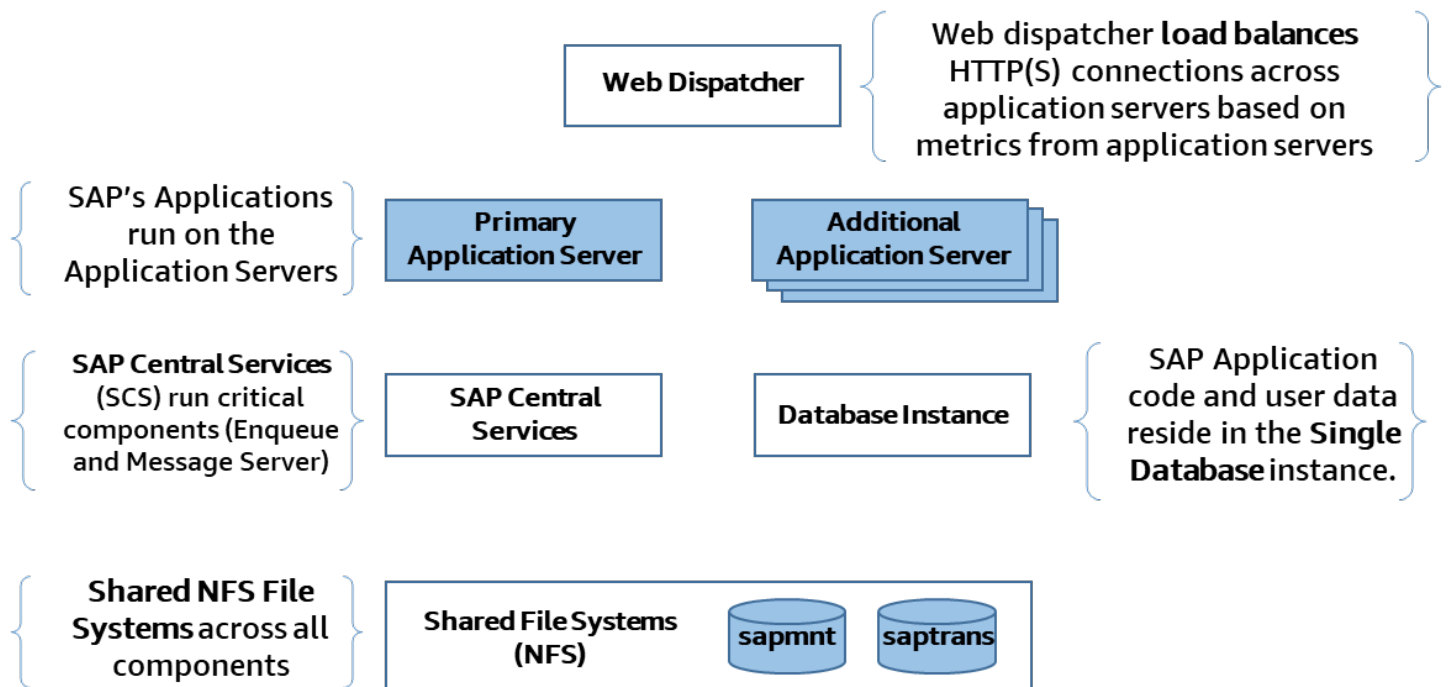 Web Dispatcher
Web dispatcher load balances
HTTP(S) connections across
application servers based on
metrics from application servers
SAP's Applications
run on the
Application Servers
Primary
Application Server
Additional
Application Server
SAP Central Services
(SCS) run critical
components (Enqueue
and Message Server)
SAP Central
Services
Database Instance
SAP Application
code and user data
reside in the Single
Database instance.
Shared NFS File
Systems across all
components
Shared File Systems
(NFS)
sapmnt
saptrans